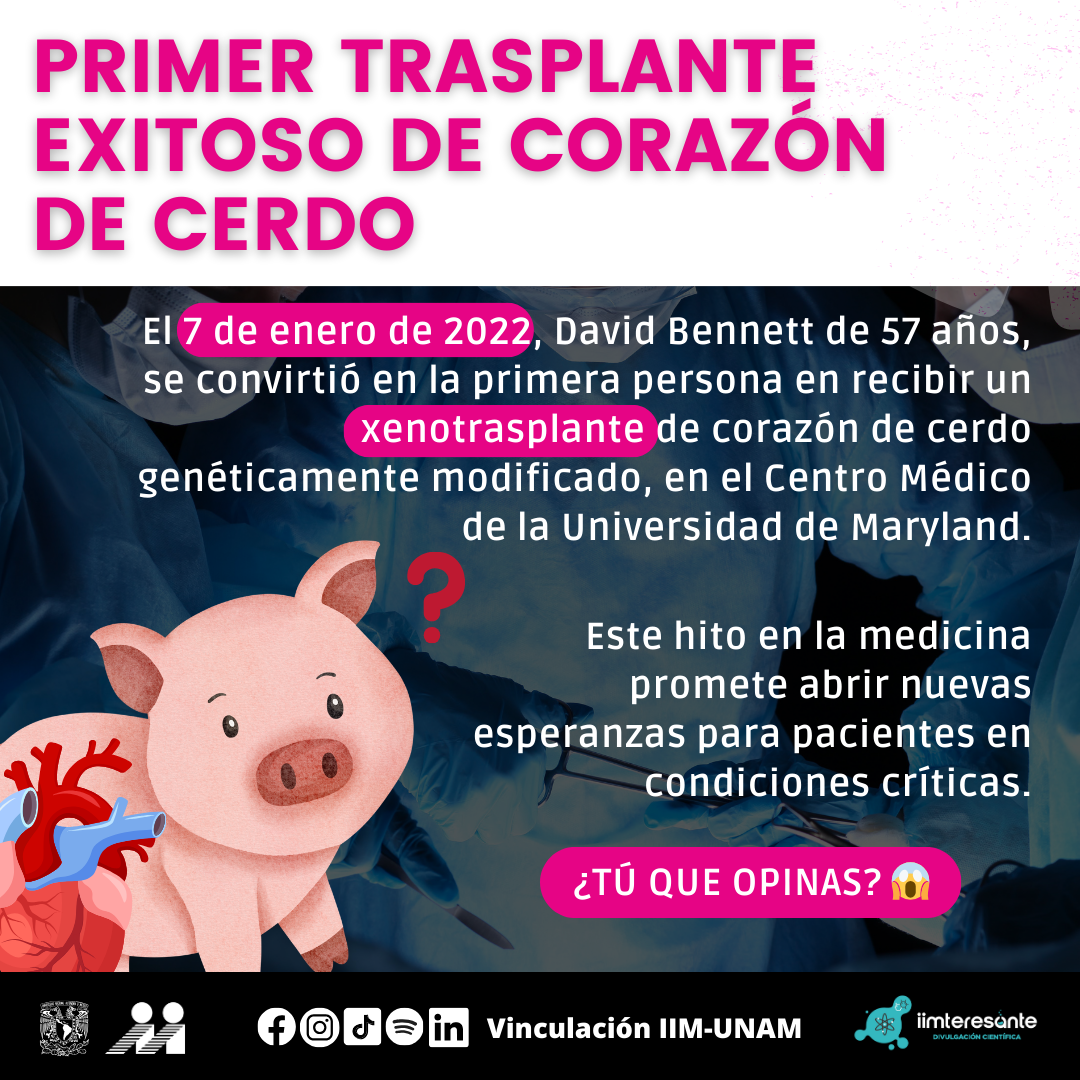 PRIMER TRASPLANTE
EXITOSO DE CORAZÓN
DE CERDO
El 7 de enero de 2022, David Bennett de 57 años,
se convirtió en la primera persona en recibir un
xenotrasplante de corazón de cerdo
genéticamente modificado, en el Centro Médico
de la Universidad de Maryland.
?
Este hito en la medicina
promete abrir nuevas
esperanzas para pacientes en
condiciones críticas.
¿TÚ QUE OPINAS? 😱
in
Vinculación IIM-UNAM
iimteresante
DIVULGACIÓN CIENTÍFICA